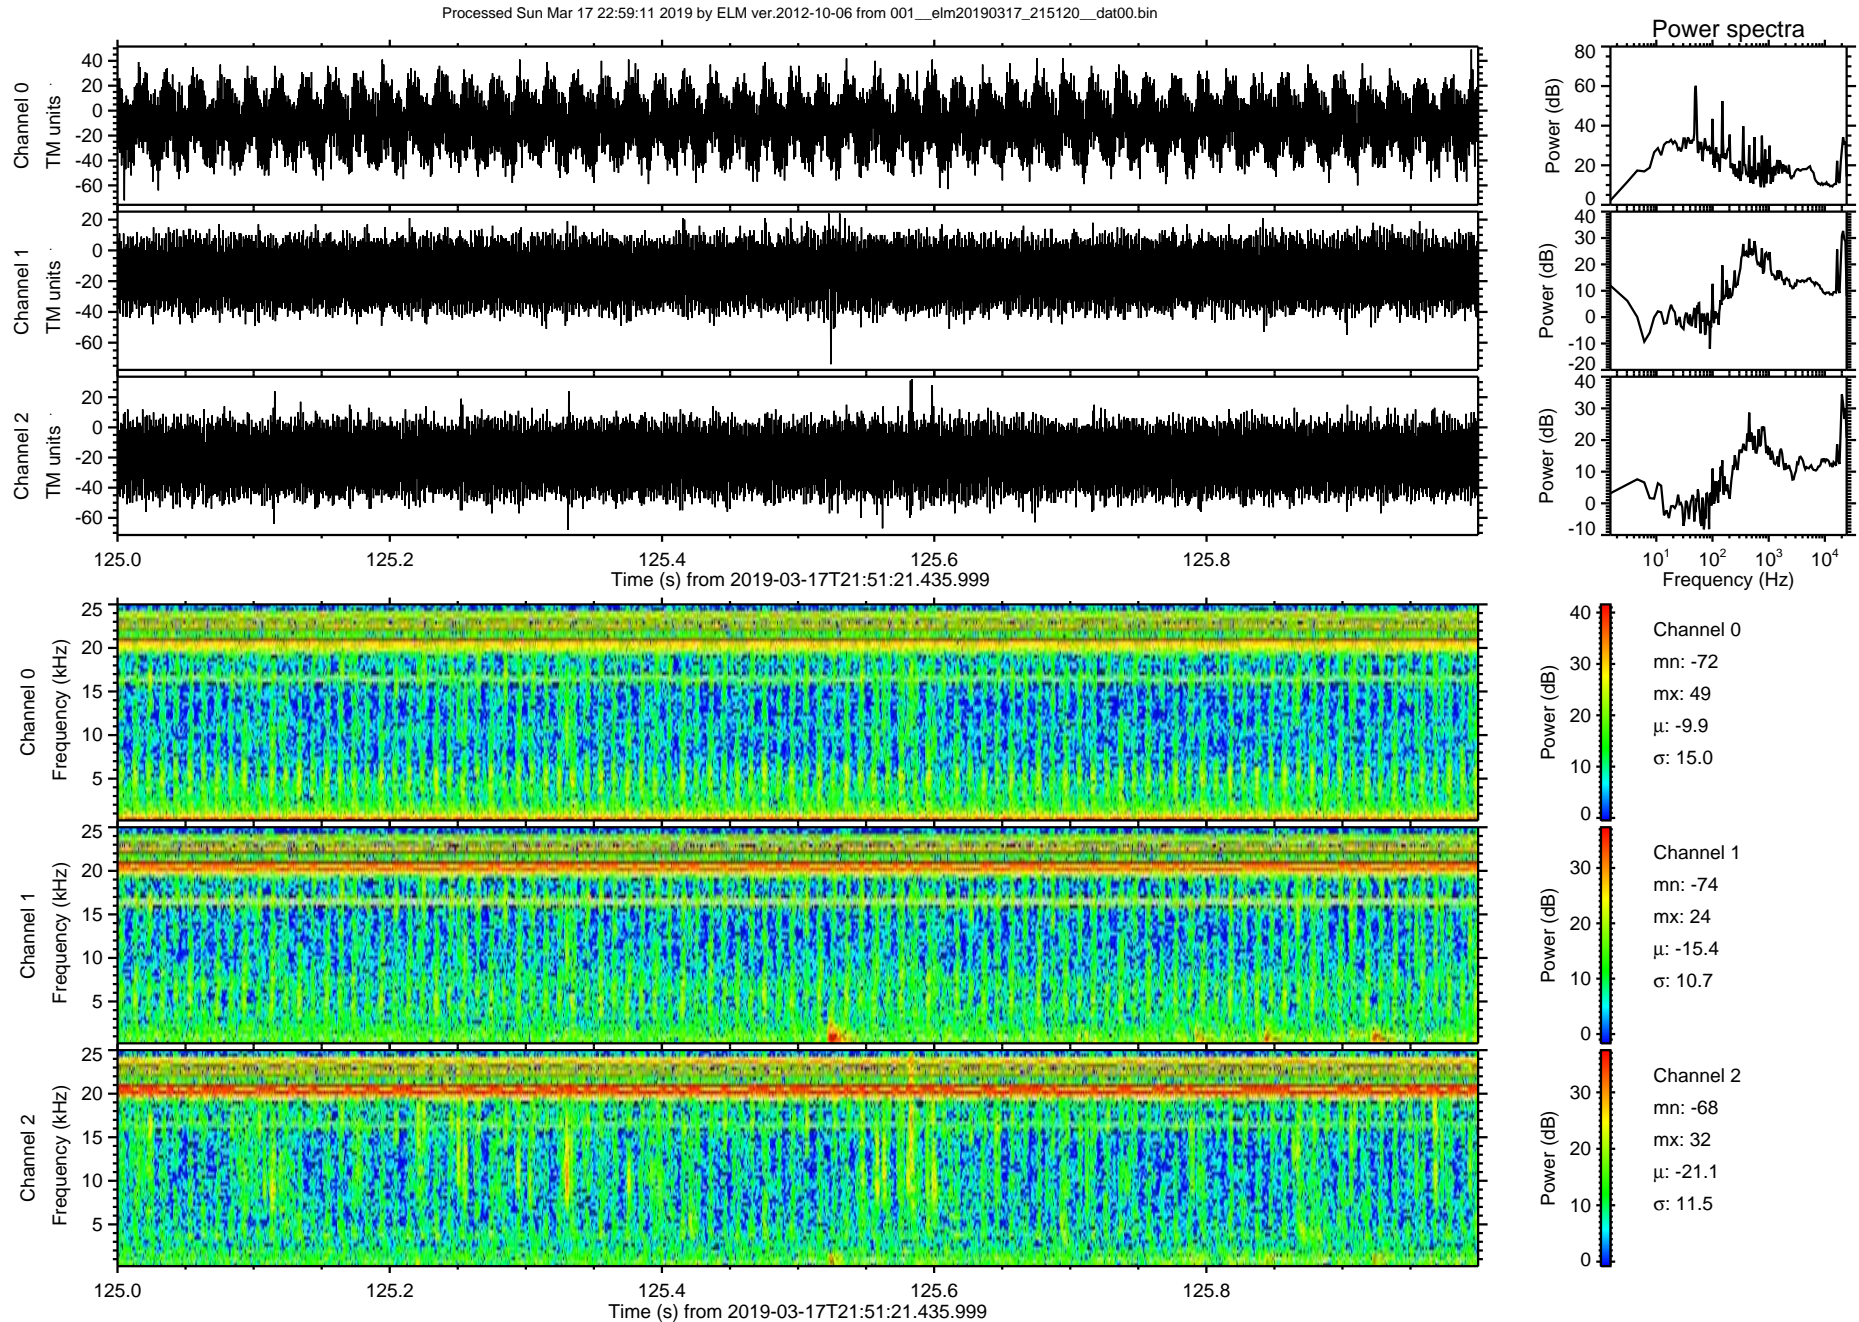 Processed Sun Mar 17 22:59:11 2019 by ELM ver.2012-10-06 from 001__elm20190317_215120__dat00.bin
Power spectra
Channel 0
TM units
40
20
0
-20
-40
-60
Power (dB)
80
60
40
20
0
Channel 1
TM units
20
0
-20
-40
-60
Power (dB)
40
30
20
10
0
-10
-20
Channel 2
TM units
20
0
-20
-40
-60
Power (dB)
40
30
20
10
0
-10
125.0 125.2 125.4 125.6 125.8
Time (s) from 2019-03-17T21:51:21.435.999
10¹ 10² 10³ 10⁴
Frequency (Hz)
Channel 0
Frequency (kHz)
25
20
15
10
5
Power (dB)
40
30
20
10
0
Channel 0
mn: -72
mx: 49
μ: -9.9
σ: 15.0
Channel 1
Frequency (kHz)
25
20
15
10
5
Power (dB)
30
20
10
0
Channel 1
mn: -74
mx: 24
μ: -15.4
σ: 10.7
Channel 2
Frequency (kHz)
25
20
15
10
5
Power (dB)
30
20
10
0
Channel 2
mn: -68
mx: 32
μ: -21.1
σ: 11.5
125.0 125.2 125.4 125.6 125.8
Time (s) from 2019-03-17T21:51:21.435.999